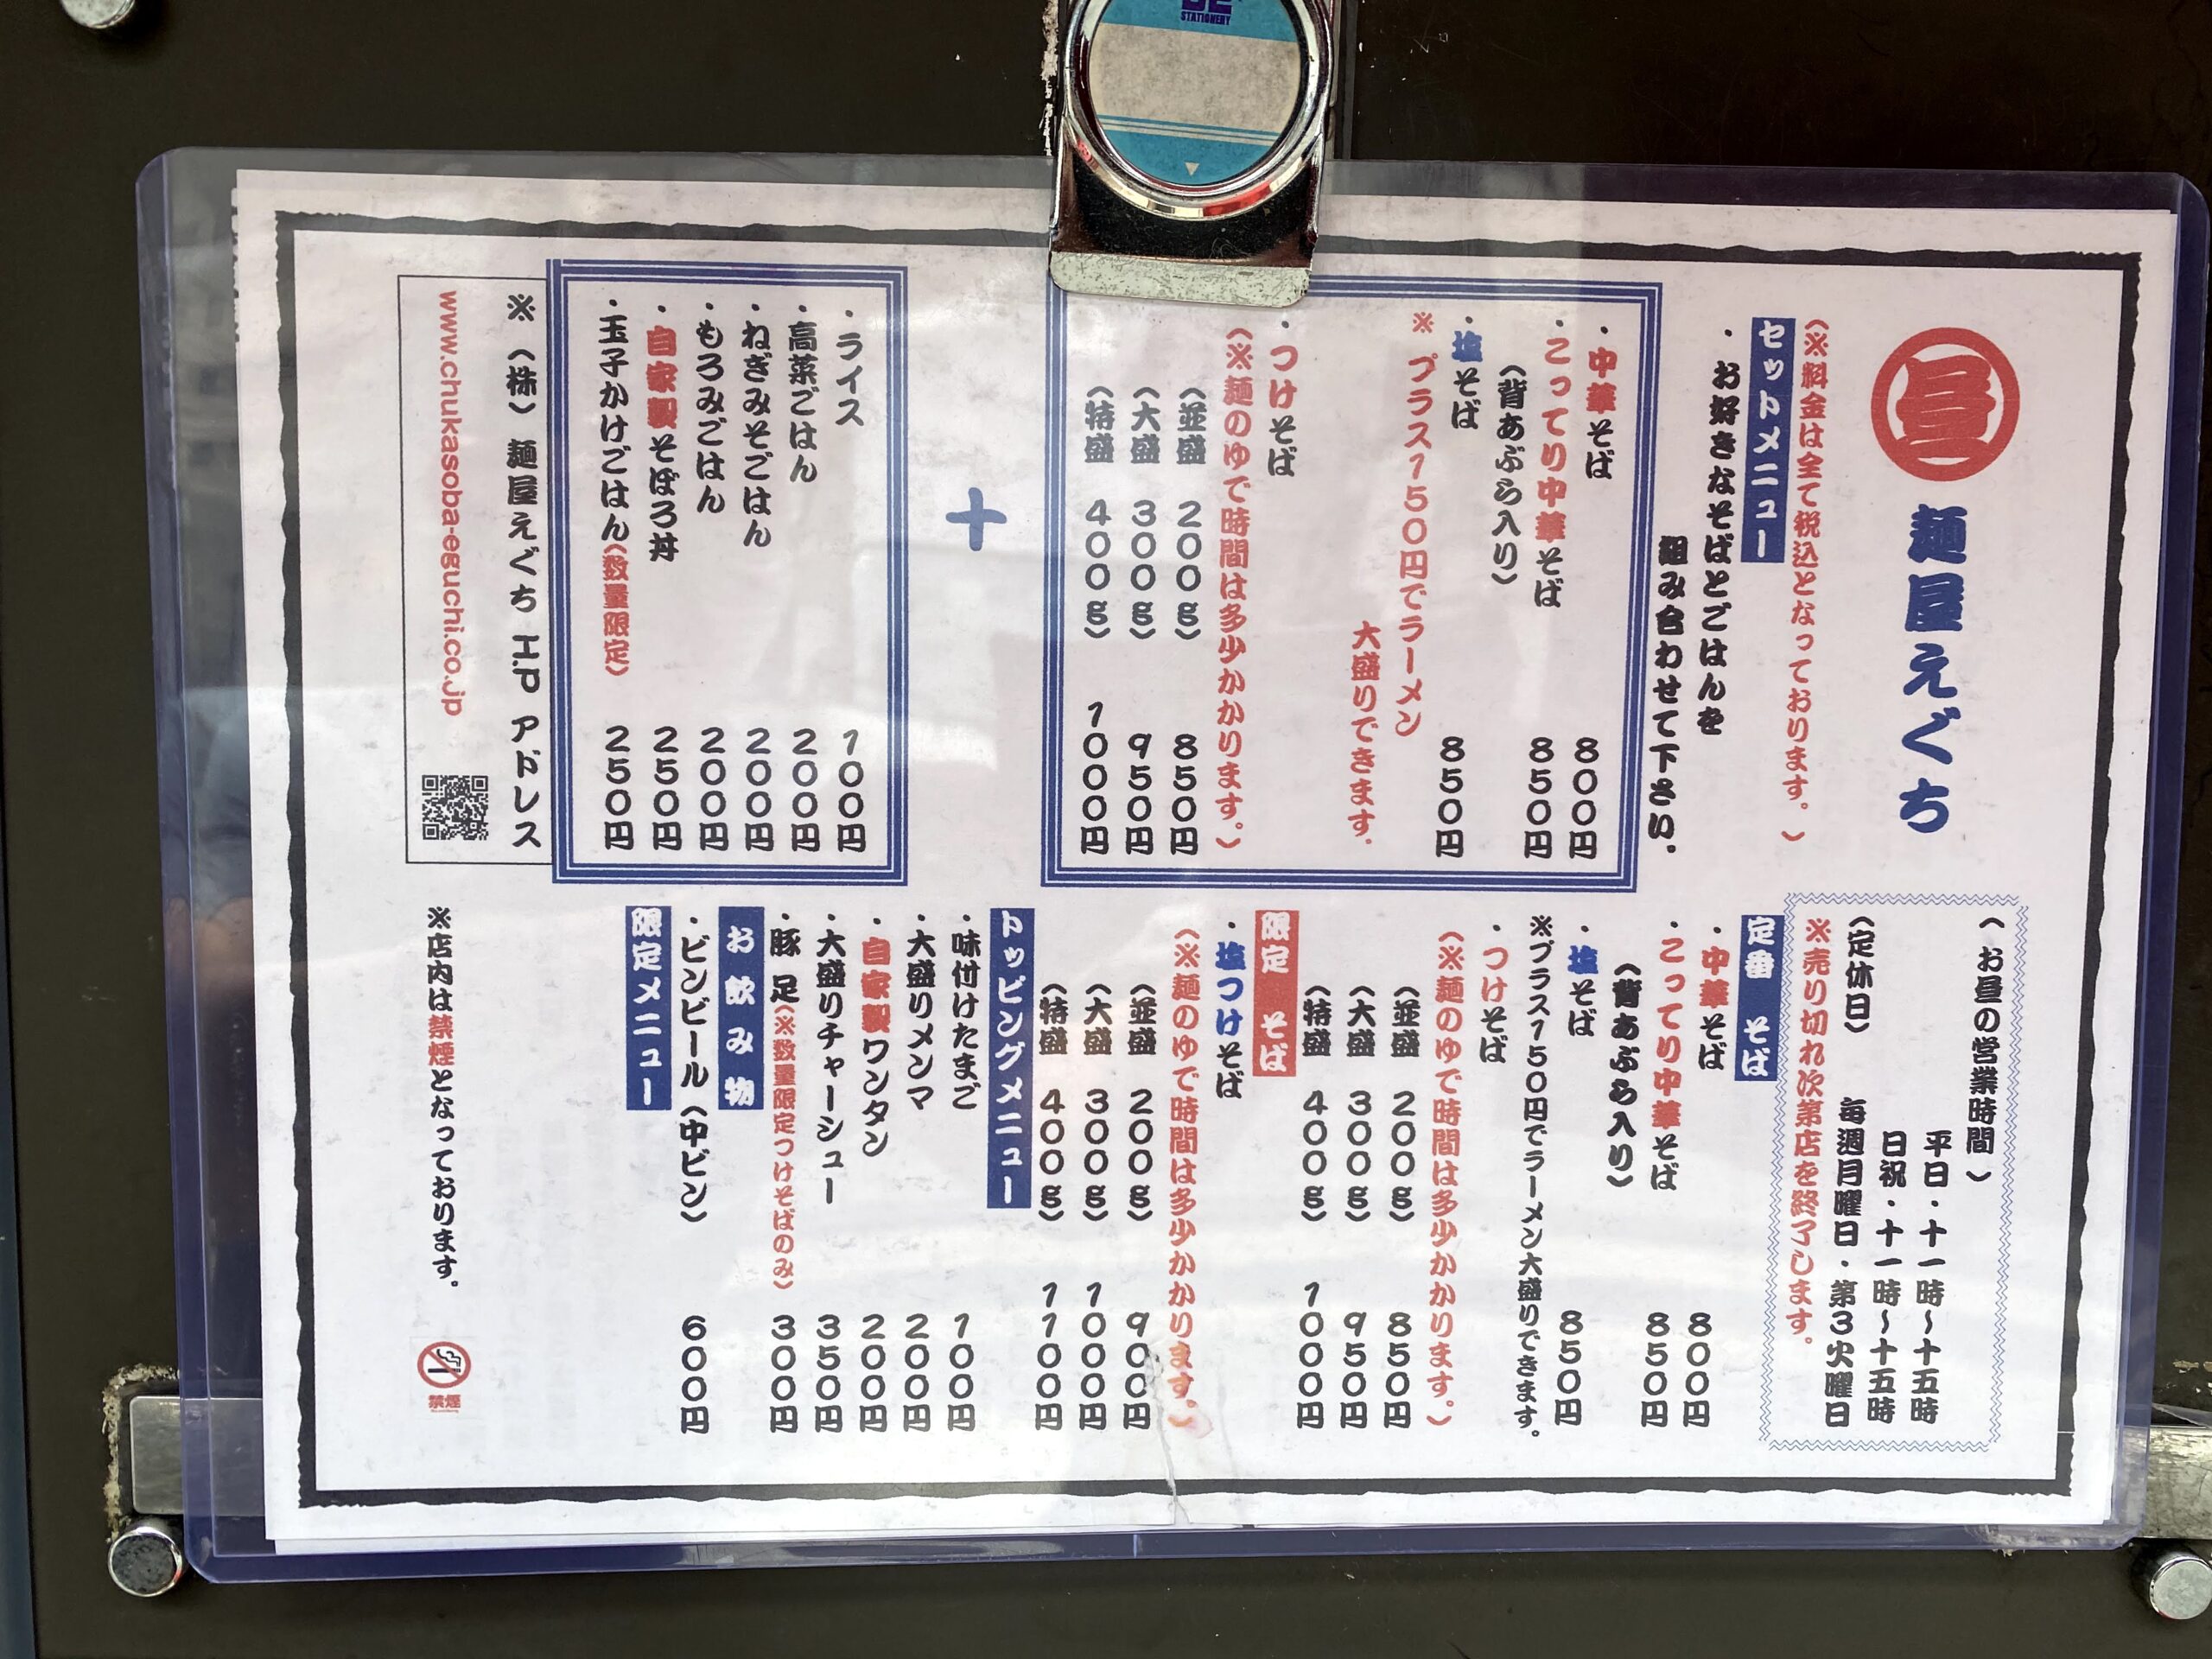 STATIONERY
昼
麺屋えぐち
（※料金は全て税込となっております。）
セットメニュー
・お好きなそばとごはんを
組み合わせて下さい。
・中華そば 800円
・こってり中華そば 850円
（背あぶら入り）
・塩そば 850円
※プラス150円でラーメン
大盛りできます。
・つけそば
（※麺のゆで時間は多少かかります。）
（並盛 200g） 850円
（大盛 300g） 950円
（特盛 400g） 1000円
＋
・ライス 100円
・高菜ごはん 200円
・ねぎみそごはん 200円
・もろみごはん 200円
・自家製そぼろ丼 250円
・玉子かけごはん（数量限定） 250円
※（株）麺屋えぐち H.P アドレス
www.chukasoba-eguchi.co.jp
（お昼の営業時間）
平日・十一時～十五時
日祝・十一時～十五時
（定休日） 毎週月曜日・第3火曜日
※売り切れ次第店を終了します。
定番 そば
・中華そば 800円
・こってり中華そば 850円
（背あぶら入り）
・塩そば 850円
※プラス150円でラーメン大盛りできます。
・つけそば
（※麺のゆで時間は多少かかります。）
（並盛 200g） 850円
（大盛 300g） 950円
（特盛 400g） 1000円
限定 そば
・塩つけそば
（※麺のゆで時間は多少かかります。）
（並盛 200g） 900円
（大盛 300g） 1000円
（特盛 400g） 1100円
トッピングメニュー
・味付けたまご 100円
・大盛りメンマ 200円
・自家製ワンタン 200円
・大盛りチャーシュー 350円
・豚 足（※数量限定つけそばのみ） 300円
お飲み物
・ビンビール（中ビン） 600円
限定メニュー
※店内は禁煙となっております。
禁煙